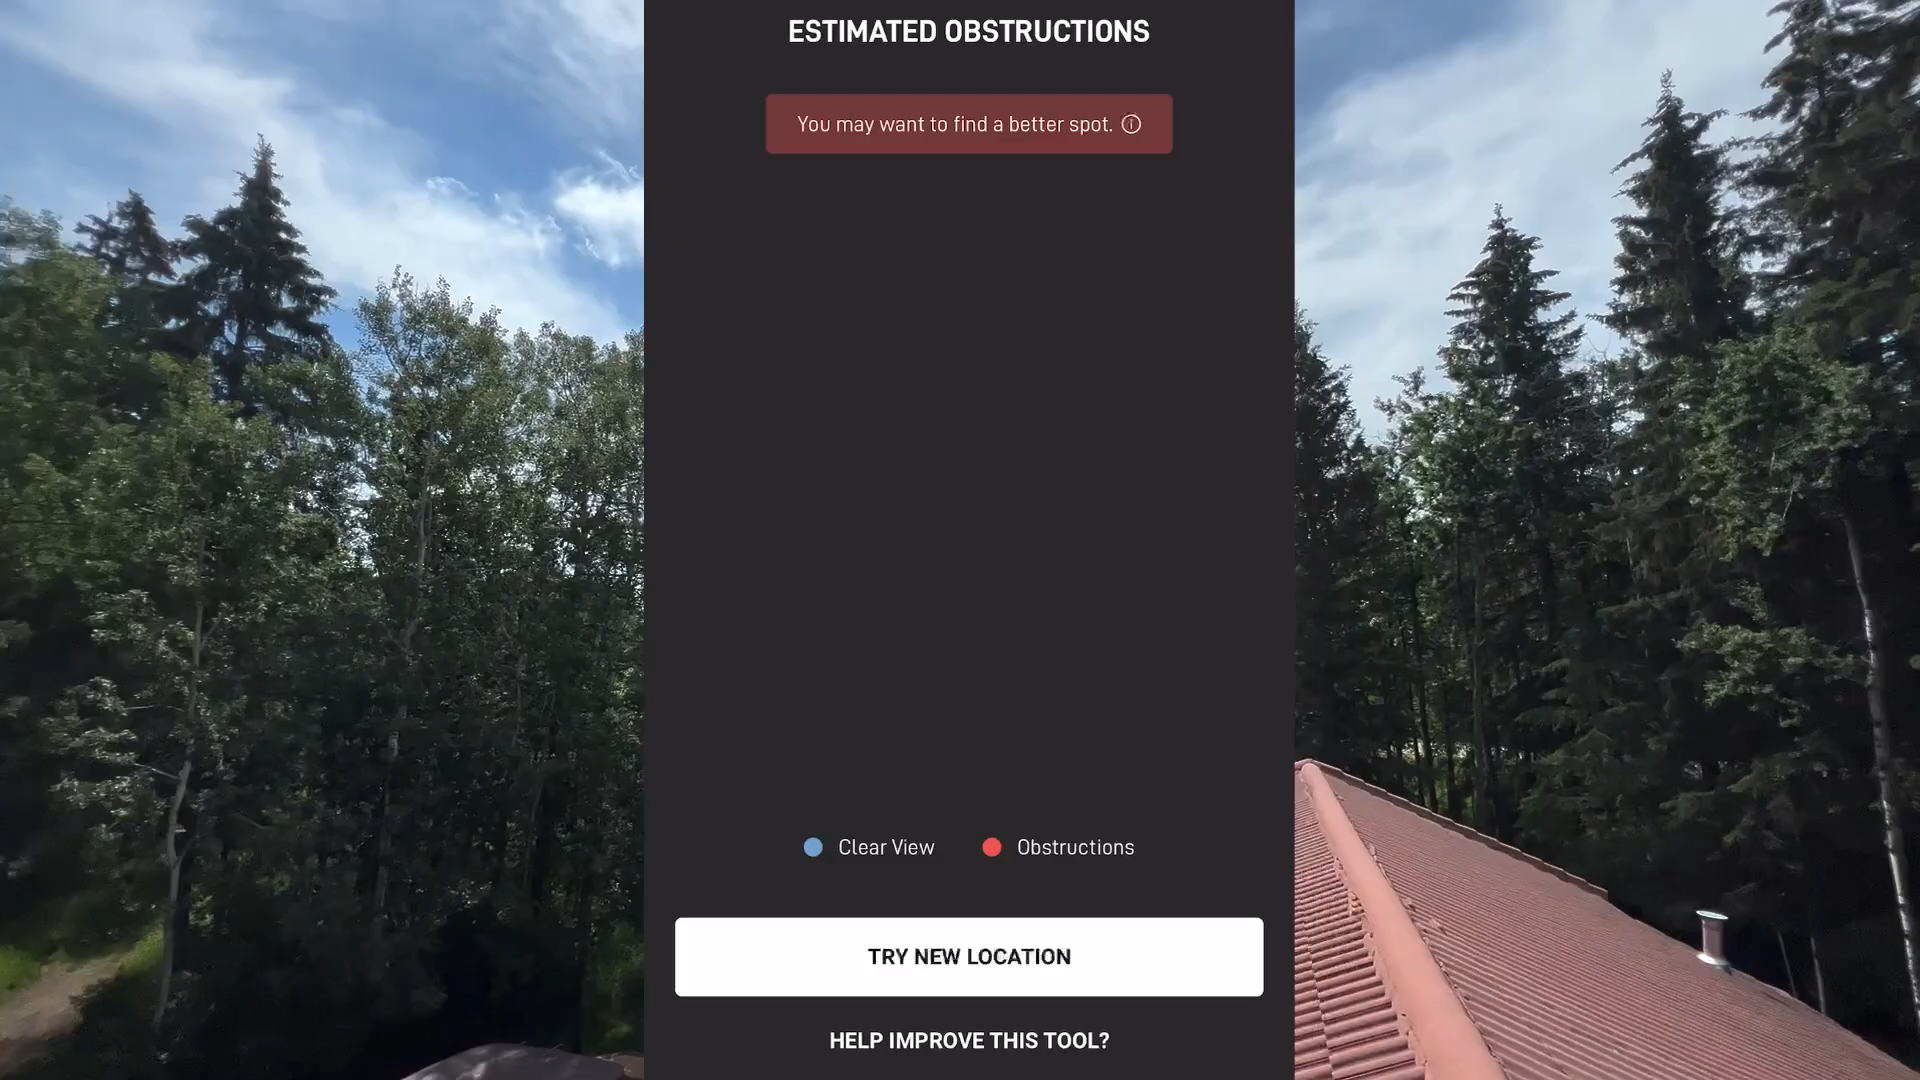 ESTIMATED OBSTRUCTIONS
You may want to find a better spot.
Clear View
Obstructions
TRY NEW LOCATION
HELP IMPROVE THIS TOOL?